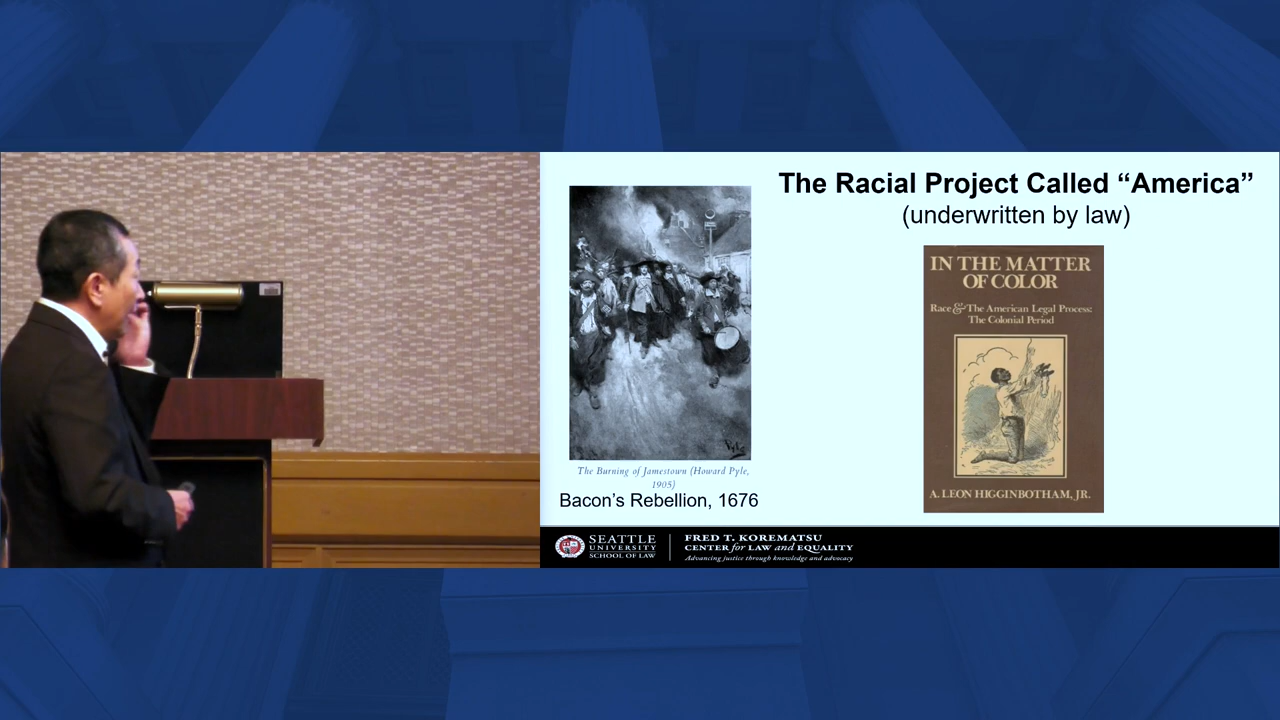 The Racial Project Called “America”
(underwritten by law)
The Burning of Jamestown (Howard Pyle,
1905)
Bacon’s Rebellion, 1676
IN THE MATTER
OF COLOR
Race & The American Legal Process:
The Colonial Period
A. LEON HIGGINBOTHAM, JR.
SEATTLE
UNIVERSITY
SCHOOL OF LAW
FRED T. KOREMATSU
CENTER for LAW and EQUALITY
Advancing justice through knowledge and advocacy